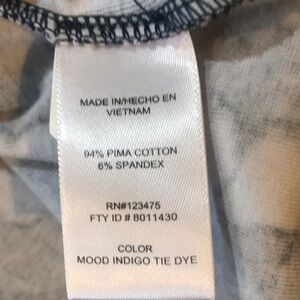 MADE IN/HECHO EN
VIETNAM
94% PIMA COTTON
6% SPANDEX
RN#123475
FTY ID # 8011430
COLOR
MOOD INDIGO TIE DYE